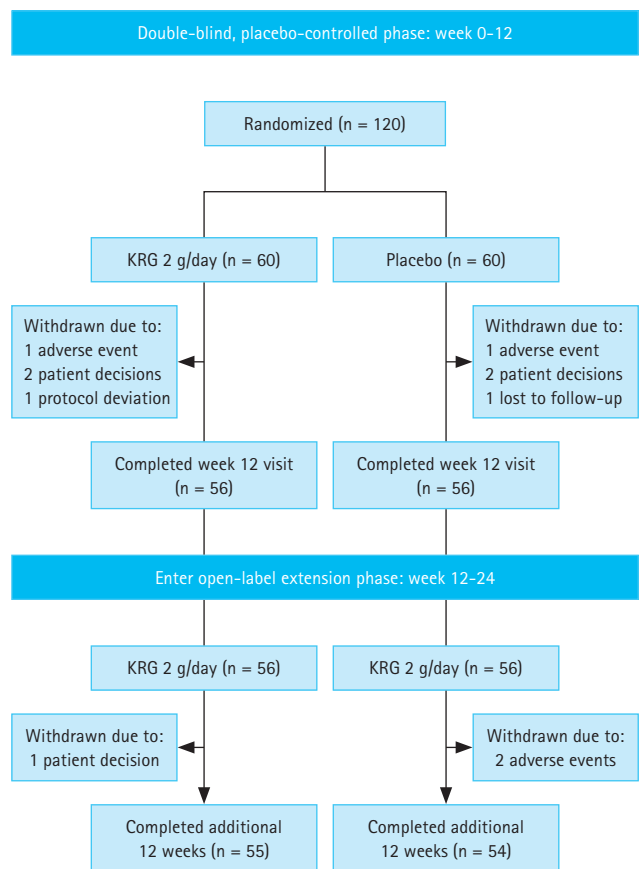 Double-blind, placebo-controlled phase: week 0-12
Randomized (n = 120)
KRG 2 g/day (n = 60)
Placebo (n = 60)
Withdrawn due to:
1 adverse event
2 patient decisions
1 protocol deviation
Withdrawn due to:
1 adverse event
2 patient decisions
1 lost to follow-up
Completed week 12 visit
(n = 56)
Completed week 12 visit
(n = 56)
Enter open-label extension phase: week 12-24
KRG 2 g/day (n = 56)
KRG 2 g/day (n = 56)
Withdrawn due to:
1 patient decision
Withdrawn due to:
2 adverse events
Completed additional
12 weeks (n = 55)
Completed additional
12 weeks (n = 54)